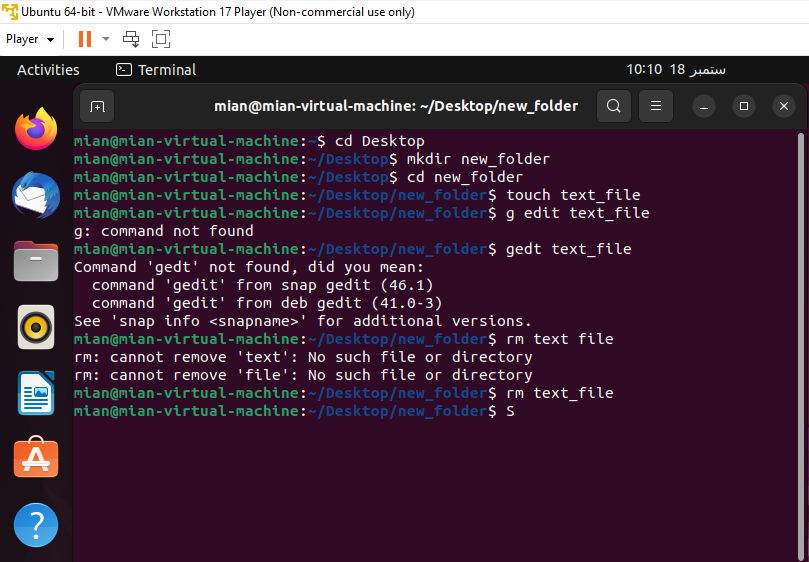 Ubuntu 64-bit - VMware Workstation 17 Player (Non-commercial use only)
Player
Activities
Terminal
10:10 18 ستمبر
mian@mian-virtual-machine: ~/Desktop/new_folder
mian@mian-virtual-machine:~$ cd Desktop
mian@mian-virtual-machine:~/Desktop$ mkdir new_folder
mian@mian-virtual-machine:~/Desktop$ cd new_folder
mian@mian-virtual-machine:~/Desktop/new_folder$ touch text_file
mian@mian-virtual-machine:~/Desktop/new_folder$ g edit text_file
g: command not found
mian@mian-virtual-machine:~/Desktop/new_folder$ gedt text_file
Command 'gedt' not found, did you mean:
  command 'gedit' from snap gedit (46.1)
  command 'gedit' from deb gedit (41.0-3)
See 'snap info <snapname>' for additional versions.
mian@mian-virtual-machine:~/Desktop/new_folder$ rm text file
rm: cannot remove 'text': No such file or directory
rm: cannot remove 'file': No such file or directory
mian@mian-virtual-machine:~/Desktop/new_folder$ rm text_file
mian@mian-virtual-machine:~/Desktop/new_folder$ S